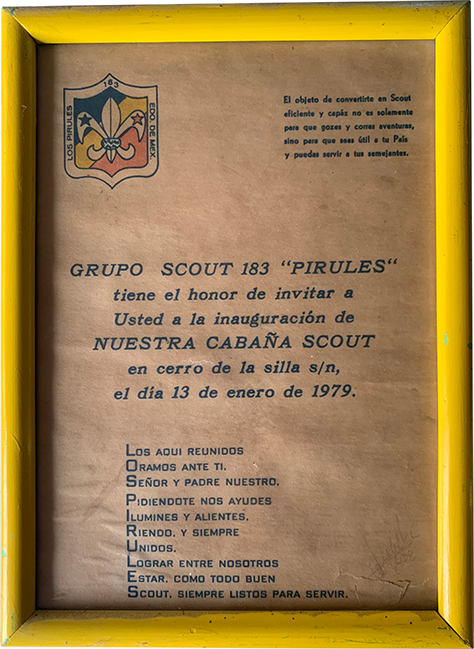 183
LOS PIRULES
EDO. DE MEX.
El objeto de convertirte en Scout
eficiente y capáz no es solamente
para que gozes y corras aventuras,
sino para que seas útil a tu País
y puedas servir a tus semejantes.
GRUPO SCOUT 183 "PIRULES"
tiene el honor de invitar a
Usted a la inauguración de
NUESTRA CABAÑA SCOUT
en cerro de la silla s/n,
el día 13 de enero de 1979.
LOS AQUI REUNIDOS
ORAMOS ANTE TI,
SEÑOR Y PADRE NUESTRO,
PIDIENDOTE NOS AYUDES
ILUMINES Y ALIENTES,
RIENDO, Y SIEMPRE
UNIDOS,
LOGRAR ENTRE NOSOTROS
ESTAR, COMO TODO BUEN
SCOUT, SIEMPRE LISTOS PARA SERVIR.